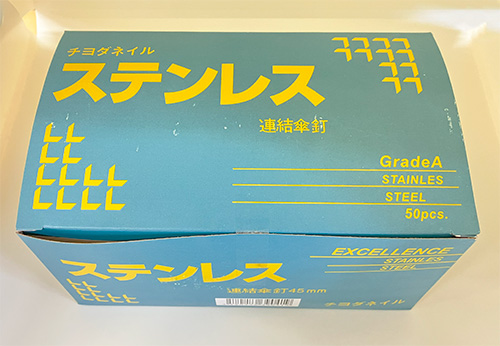 チヨダネイル
ステンレス
連結傘釘
GradeA
STAINLES
STEEL
50pcs.
EXCELLENCE
ステンレス
STAINLES
STEEL
連結傘釘45mm
チヨダネイル